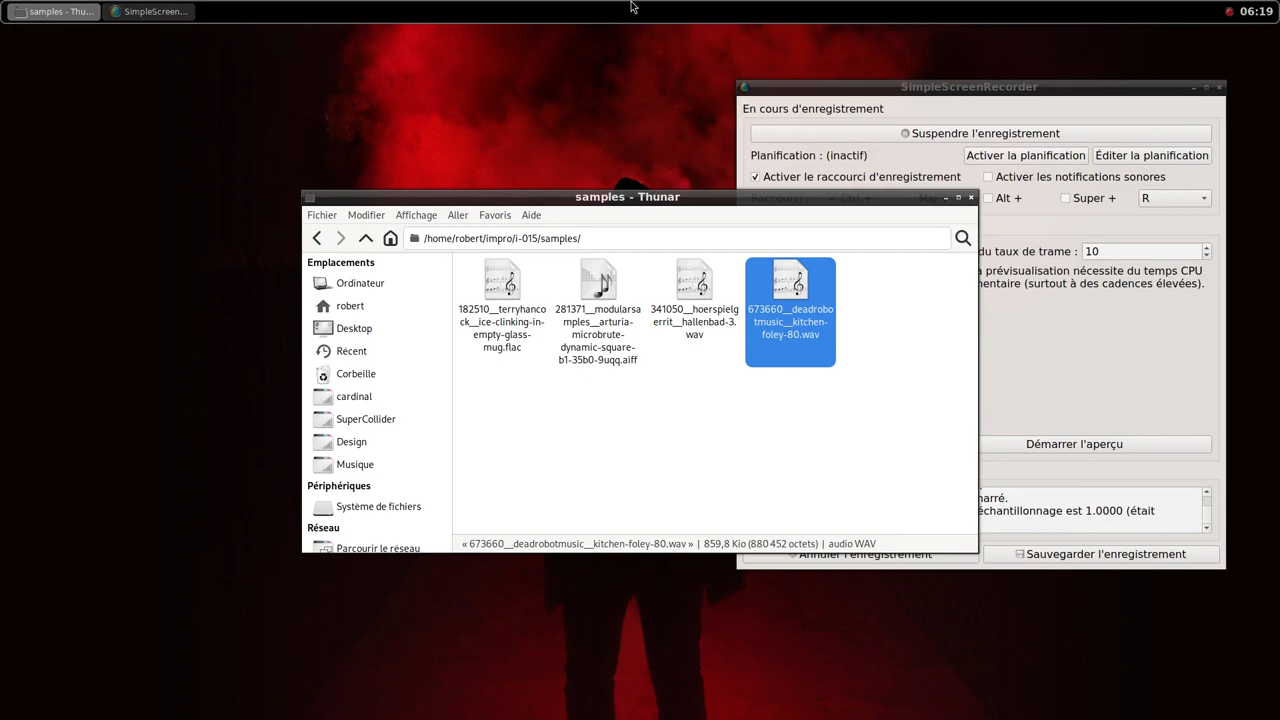 samples - Thu...
SimpleScreen...
06:19
SimpleScreenRecorder
En cours d'enregistrement
Suspendre l'enregistrement
Planification : (inactif)
Activer la planification
Éditer la planification
Activer le raccourci d'enregistrement
Activer les notifications sonores
Alt +
Super +
R
du taux de trame :
10
a prévisualisation nécessite du temps CPU
mentaire (surtout à des cadences élevées).
Démarrer l'aperçu
marré.
échantillonnage est 1.0000 (était
Annuler l'enregistrement
Sauvegarder l'enregistrement
samples - Thunar
Fichier
Modifier
Affichage
Aller
Favoris
Aide
/home/robert/impro/i-015/samples/
Emplacements
Ordinateur
robert
Desktop
Récent
Corbeille
cardinal
SuperCollider
Design
Musique
Périphériques
Système de fichiers
Réseau
Parcourir le réseau
182510__terryhanco
ck__ice-clinking-in-
empty-glass-
mug.flac
281371__modularsa
mples__arturia-
microbrute-
dynamic-square-
b1-35b0-9uqq.aiff
341050__hoerspielg
errit__hallenbad-3.
wav
673660__deadrobo
tmusic__kitchen-
foley-80.wav
« 673660__deadrobotmusic__kitchen-foley-80.wav » | 859,8 Kio (880 452 octets) | audio WAV